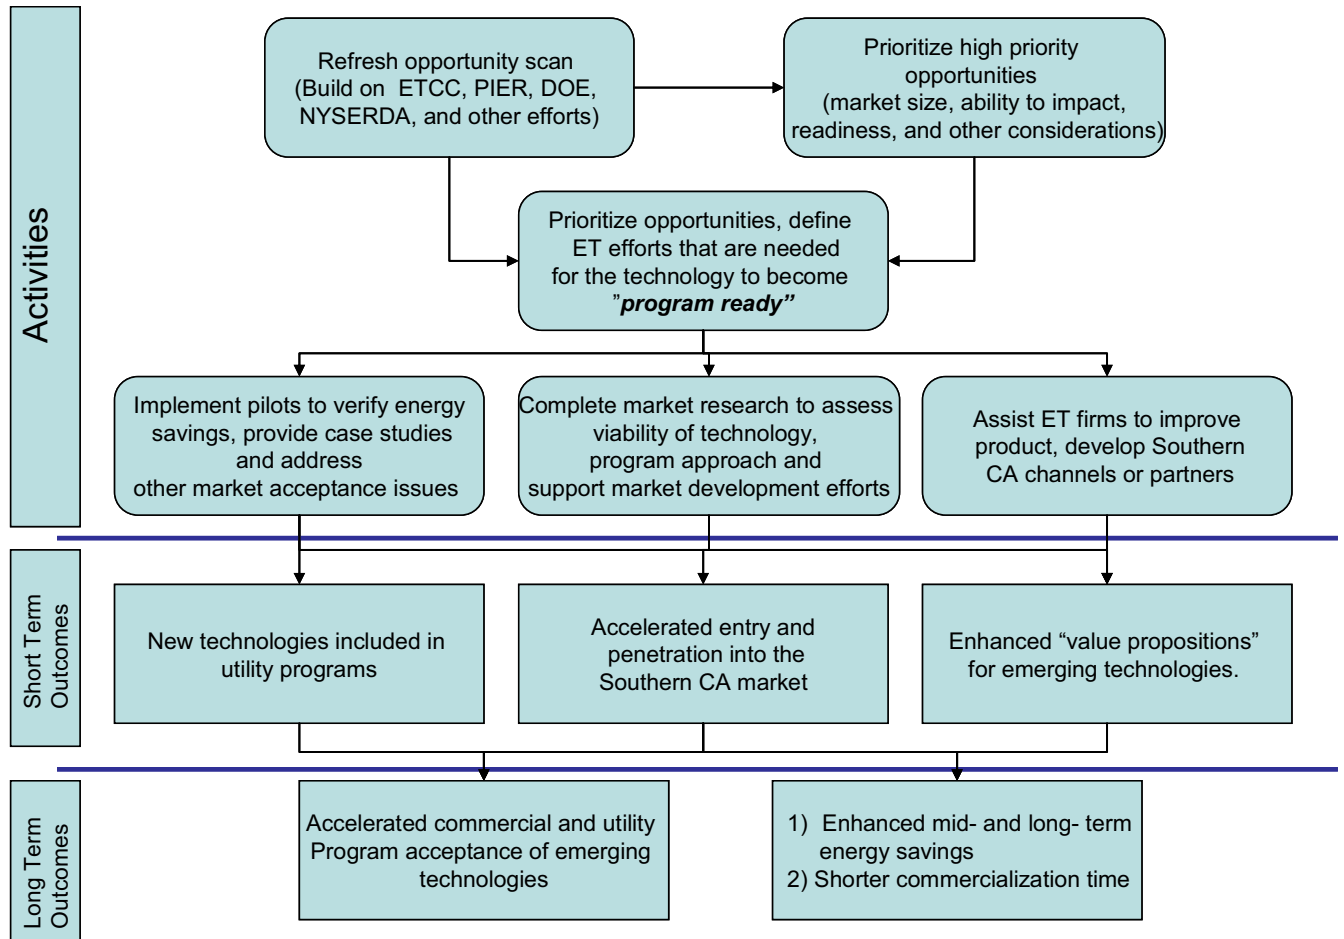 Activities
Refresh opportunity scan
(Build on ETCC, PIER, DOE,
NYSERDA, and other efforts)
Prioritize high priority
opportunities
(market size, ability to impact,
readiness, and other considerations)
Prioritize opportunities, define
ET efforts that are needed
for the technology to become
"program ready”
Implement pilots to verify energy
savings, provide case studies
and address
other market acceptance issues
Complete market research to assess
viability of technology,
program approach and
support market development efforts
Assist ET firms to improve
product, develop Southern
CA channels or partners
Short Term
Outcomes
New technologies included in
utility programs
Accelerated entry and
penetration into the
Southern CA market
Enhanced “value propositions”
for emerging technologies.
Long Term
Outcomes
Accelerated commercial and utility
Program acceptance of emerging
technologies
1) Enhanced mid- and long- term
energy savings
2) Shorter commercialization time